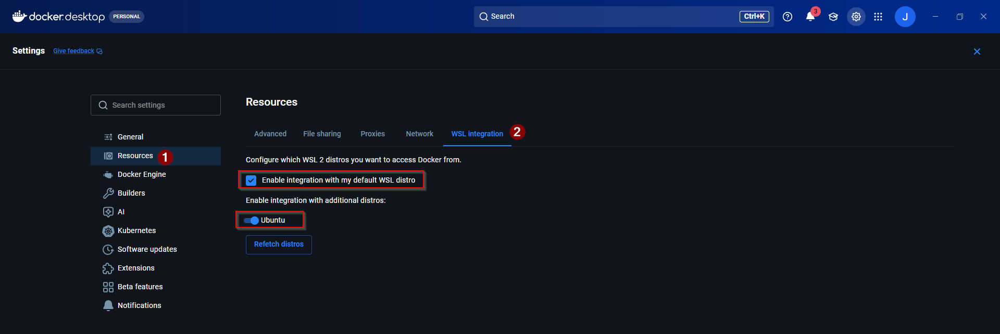 docker.desktop PERSONAL
Search Ctrl+K
3
J
Settings Give feedback
Search settings
General
Resources 1
Docker Engine
Builders
AI
Kubernetes
Software updates
Extensions
Beta features
Notifications
Resources
Advanced File sharing Proxies Network WSL integration 2
Configure which WSL 2 distros you want to access Docker from.
Enable integration with my default WSL distro
Enable integration with additional distros:
Ubuntu
Refetch distros